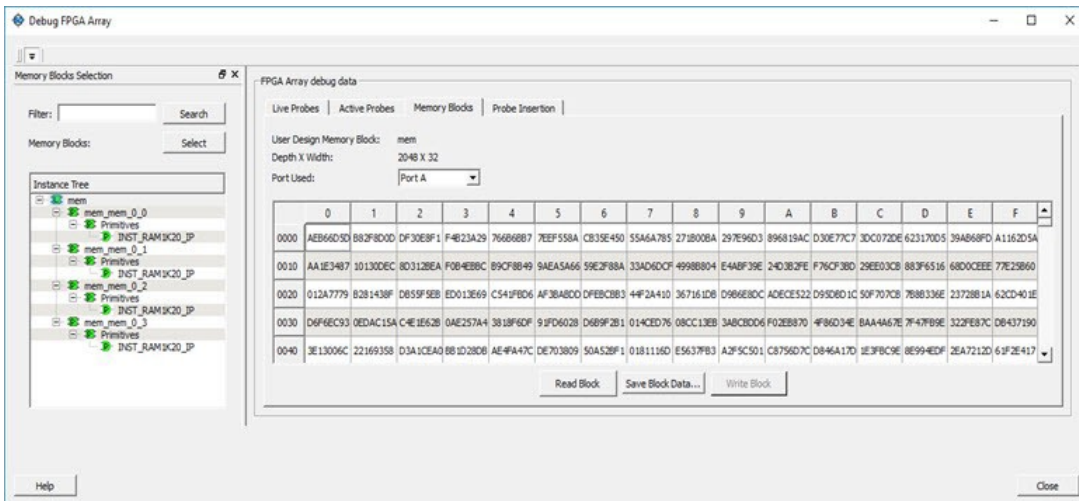 Debug FPGA Array
Memory Blocks Selection
Filter:
Search
Memory Blocks:
Select
Instance Tree
mem
mem_mem_0_0
Primitives
INST_RAM1K20_IP
mem_mem_0_1
Primitives
INST_RAM1K20_IP
mem_mem_0_2
Primitives
INST_RAM1K20_IP
mem_mem_0_3
Primitives
INST_RAM1K20_IP
FPGA Array debug data
Live Probes Active Probes Memory Blocks Probe Insertion
User Design Memory Block: mem
Depth X Width: 2048 X 32
Port Used: Port A
0 1 2 3 4 5 6 7 8 9 A B C D E F
0000 AEB66D5D B82F8D0D DF30E8F1 F4B23A29 766B6BB7 7EEF558A CB35E450 55A6A785 271B00BA 297E96D3 896819AC D30E77C7 3DC072DE 623170D5 39AB68FD A1162D5A
0010 AA1E3487 10130DEC 8D312BEA F0B4EBBC B9CF8B49 9AEA5A66 59E2F88A 33AD6DCF 4998B804 E4ABF39E 24D3B2FE F76CF3BD 29EE03CB 883F6516 68D0CEEE 77E25B60
0020 012A7779 B281438F DB55F5EB ED013E69 C541FBD6 AF3BA8DD DFEBCBB3 44F2A410 367161DB D9B6E8DC ADECE522 D95D8D1C 50F707CB 7B8B336E 23728B1A 62CD401E
0030 D6F6EC93 0EDAC15A C4E1E62B 0AE257A4 3818F6DF 91FD6028 D6B9F2B1 014CED76 08CC13EB 3ABCBDD6 F02EB870 4FB6D34E BAA4A67E 7F47FB9E 322FE87C DB437190
0040 3E13006C 22169358 D3A1CEA0 BB1D28DB AE4FA47C DE703809 50A52BF1 0181116D E5637FB3 A2F5C501 C8756D7C D846A17D 1E3FBC9E 8E994EDF 2EA7212D 61F2E417
Read Block Save Block Data... Write Block
Help
Close